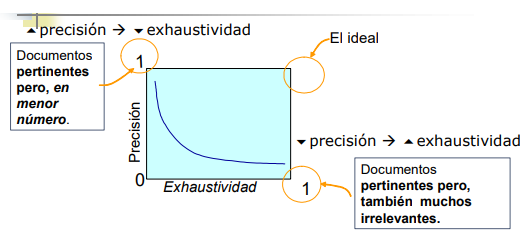 ▲precisión → ▼exhaustividad
El ideal
Documentos
pertinentes
pero, en
menor
número.
1
Precisión
0
Exhaustividad
1
▼precisión → ▲exhaustividad
Documentos
pertinentes pero,
también muchos
irrelevantes.